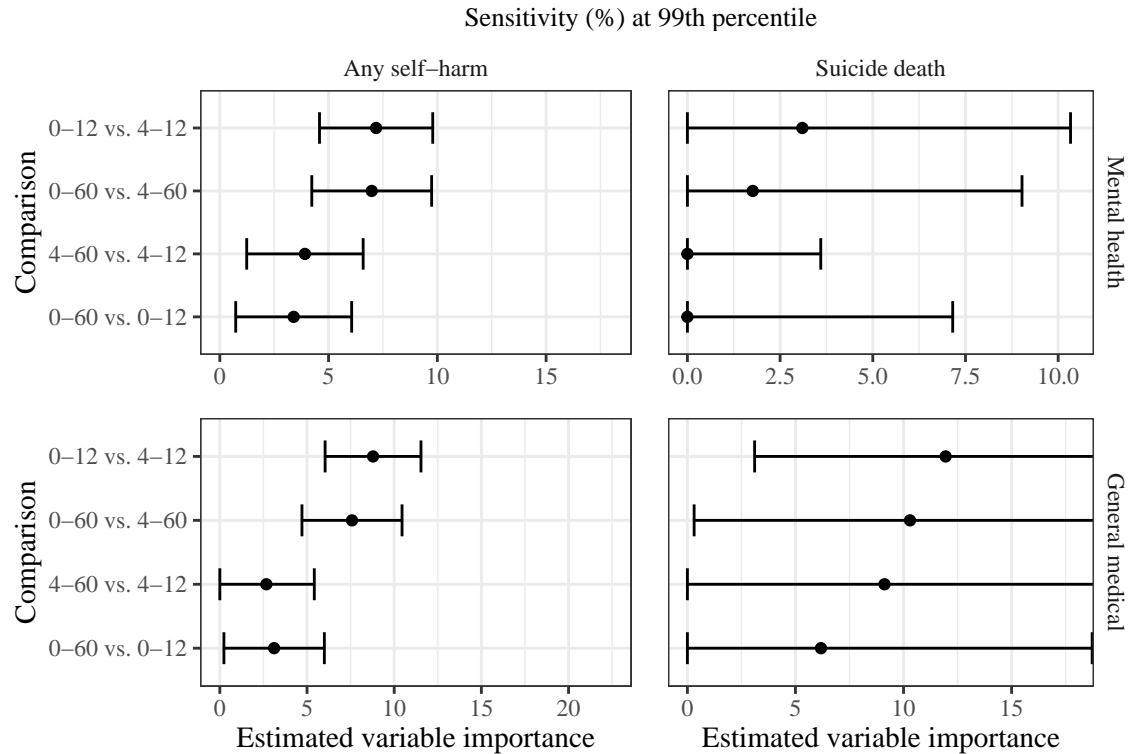 Sensitivity (%) at 99th percentile
Any self−harm
Suicide death
Comparison
0−12 vs. 4−12
0−60 vs. 4−60
4−60 vs. 4−12
0−60 vs. 0−12
Mental health
0 5 10 15
0.0 2.5 5.0 7.5 10.0
Comparison
0−12 vs. 4−12
0−60 vs. 4−60
4−60 vs. 4−12
0−60 vs. 0−12
General medical
0 5 10 15 20
0 5 10 15
Estimated variable importance
Estimated variable importance